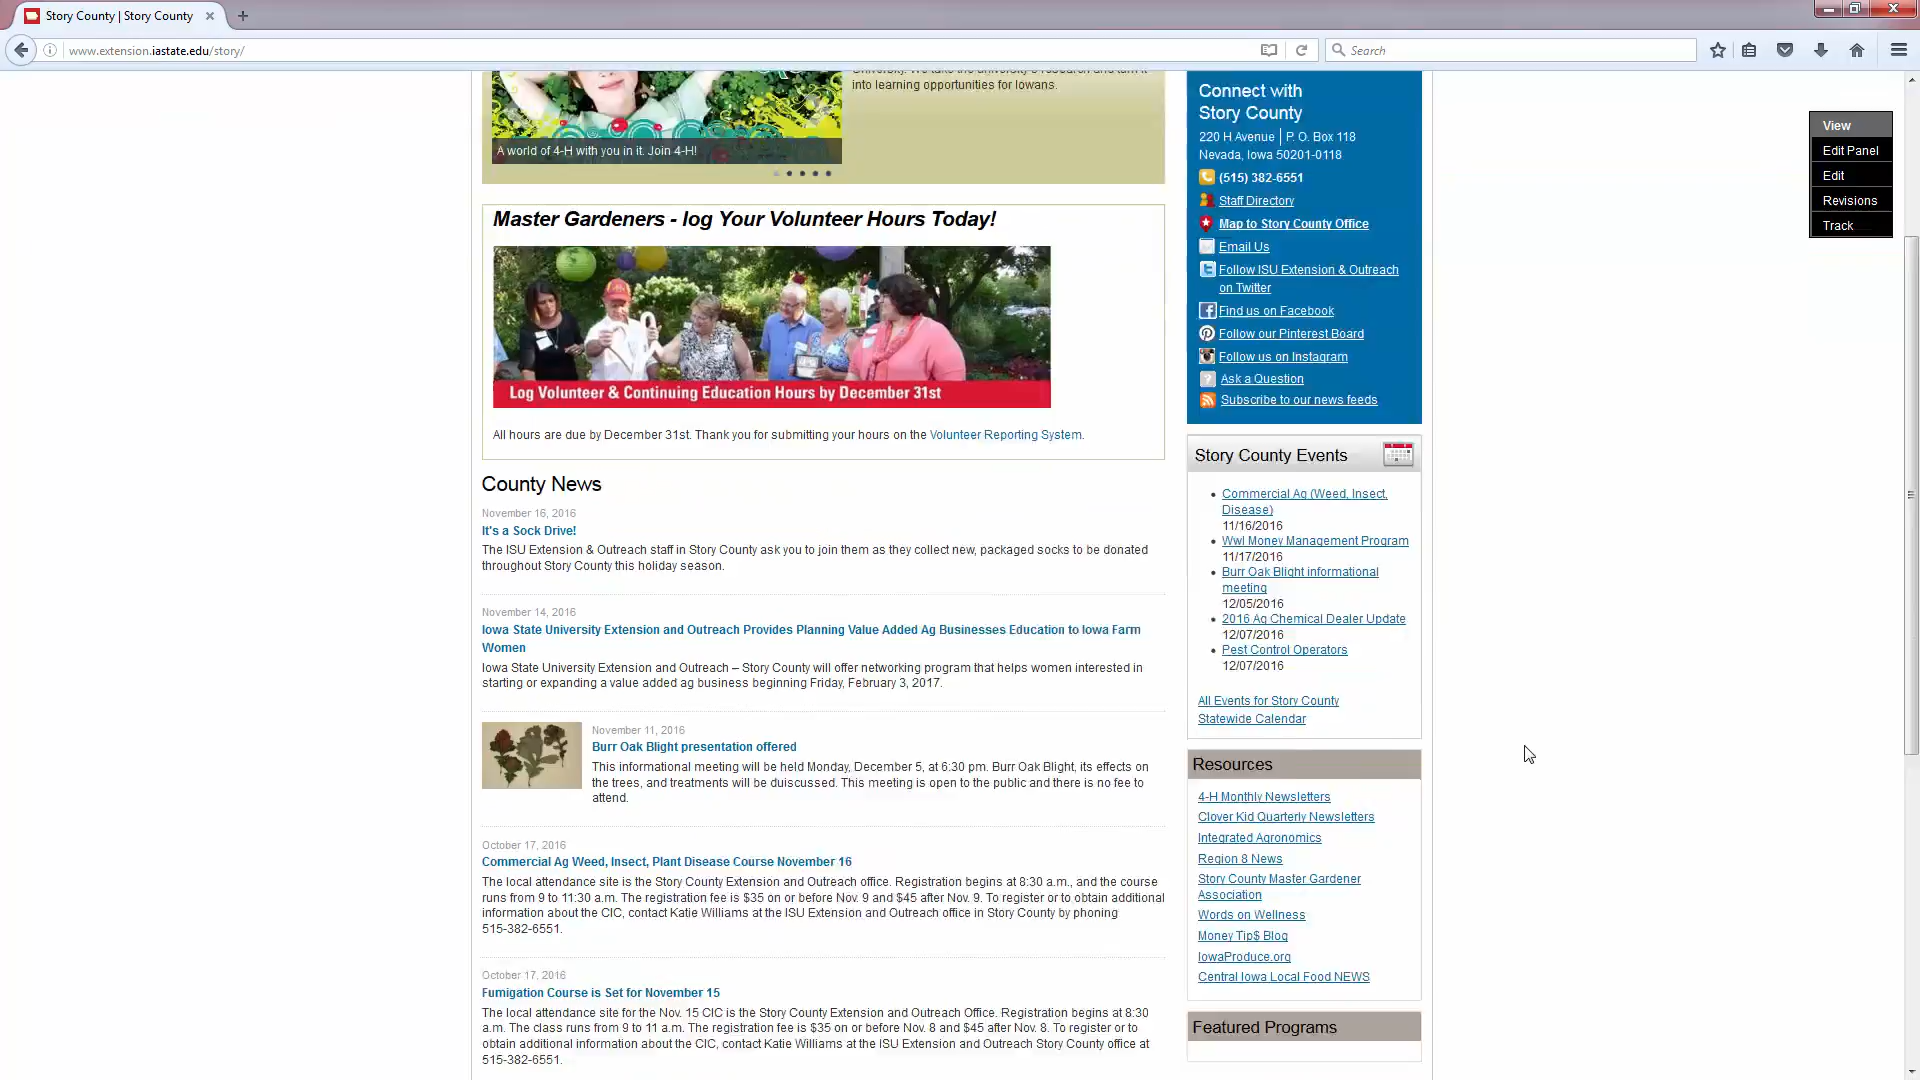 Story County | Story County
www.extension.iastate.edu/story/
Search
into learning opportunities for Iowans.
A world of 4-H with you in it. Join 4-H!
Master Gardeners - log Your Volunteer Hours Today!
Log Volunteer & Continuing Education Hours by December 31st
All hours are due by December 31st. Thank you for submitting your hours on the Volunteer Reporting System.
County News
November 16, 2016
It's a Sock Drive!
The ISU Extension & Outreach staff in Story County ask you to join them as they collect new, packaged socks to be donated
throughout Story County this holiday season.
November 14, 2016
Iowa State University Extension and Outreach Provides Planning Value Added Ag Businesses Education to Iowa Farm
Women
Iowa State University Extension and Outreach – Story County will offer networking program that helps women interested in
starting or expanding a value added ag business beginning Friday, February 3, 2017.
November 11, 2016
Burr Oak Blight presentation offered
This informational meeting will be held Monday, December 5, at 6:30 pm. Burr Oak Blight, its effects on
the trees, and treatments will be duiscussed. This meeting is open to the public and there is no fee to
attend.
October 17, 2016
Commercial Ag Weed, Insect, Plant Disease Course November 16
The local attendance site is the Story County Extension and Outreach office. Registration begins at 8:30 a.m., and the course
runs from 9 to 11:30 a.m. The registration fee is $35 on or before Nov. 9 and $45 after Nov. 9. To register or to obtain additional
information about the CIC, contact Katie Williams at the ISU Extension and Outreach office in Story County by phoning
515-382-6551.
October 17, 2016
Fumigation Course is Set for November 15
The local attendance site for the Nov. 15 CIC is the Story County Extension and Outreach Office. Registration begins at 8:30
a.m. The class runs from 9 to 11 a.m. The registration fee is $35 on or before Nov. 8 and $45 after Nov. 8. To register or to
obtain additional information about the CIC, contact Katie Williams at the ISU Extension and Outreach Story County office at
515-382-6551.
Connect with
Story County
220 H Avenue | P. O. Box 118
Nevada, Iowa 50201-0118
(515) 382-6551
Staff Directory
Map to Story County Office
Email Us
Follow ISU Extension & Outreach
on Twitter
Find us on Facebook
Follow our Pinterest Board
Follow us on Instagram
Ask a Question
Subscribe to our news feeds
Story County Events
Commercial Ag (Weed, Insect,
Disease)
11/16/2016
Wwl Money Management Program
11/17/2016
Burr Oak Blight informational
meeting
12/05/2016
2016 Ag Chemical Dealer Update
12/07/2016
Pest Control Operators
12/07/2016
All Events for Story County
Statewide Calendar
Resources
4-H Monthly Newsletters
Clover Kid Quarterly Newsletters
Integrated Agronomics
Region 8 News
Story County Master Gardener
Association
Words on Wellness
Money Tip$ Blog
IowaProduce.org
Central Iowa Local Food NEWS
Featured Programs
View
Edit Panel
Edit
Revisions
Track